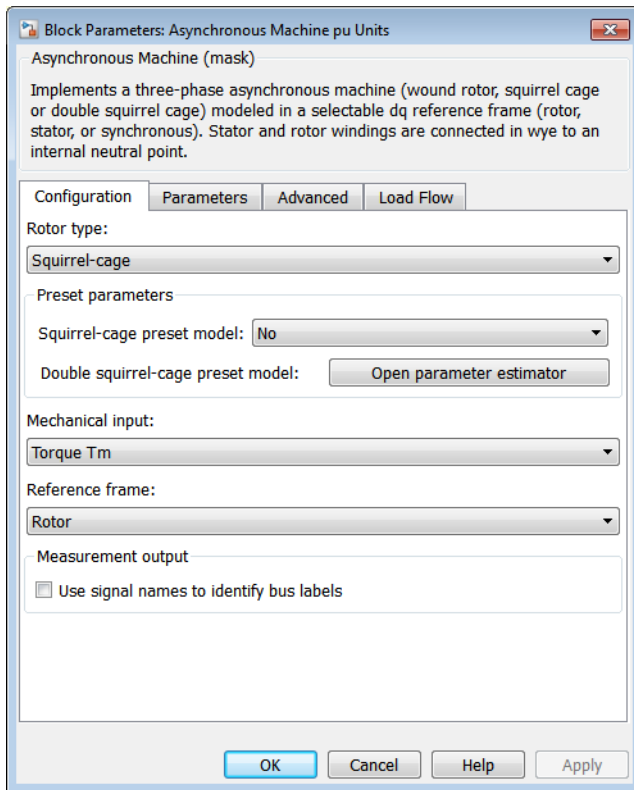 Block Parameters: Asynchronous Machine pu Units
Asynchronous Machine (mask)
Implements a three-phase asynchronous machine (wound rotor, squirrel cage
or double squirrel cage) modeled in a selectable dq reference frame (rotor,
stator, or synchronous). Stator and rotor windings are connected in wye to an
internal neutral point.
Configuration Parameters Advanced Load Flow
Rotor type:
Squirrel-cage
Preset parameters
Squirrel-cage preset model: No
Double squirrel-cage preset model: Open parameter estimator
Mechanical input:
Torque Tm
Reference frame:
Rotor
Measurement output
Use signal names to identify bus labels
OK Cancel Help Apply